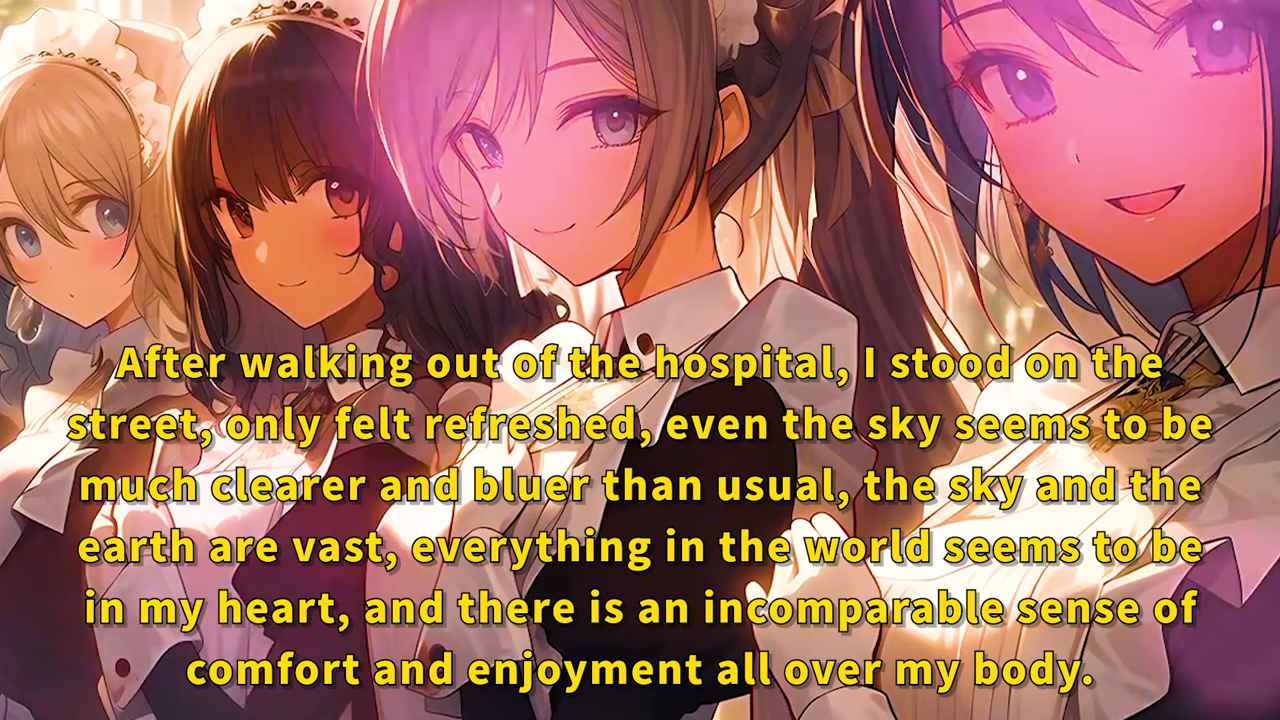 After walking out of the hospital, I stood on the
street, only felt refreshed, even the sky seems to be
much clearer and bluer than usual, the sky and the
earth are vast, everything in the world seems to be
in my heart, and there is an incomparable sense of
comfort and enjoyment all over my body.